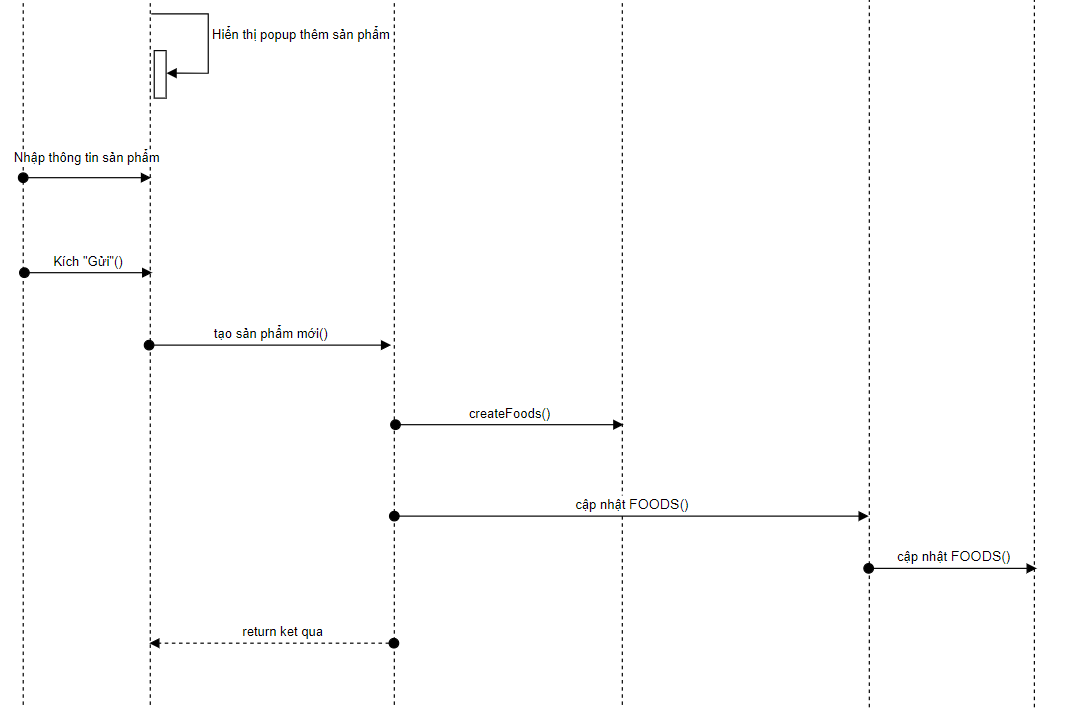 Hiển thị popup thêm sản phẩm
Nhập thông tin sản phẩm
Kích "Gửi"()
tạo sản phẩm mới()
createFoods()
cập nhật FOODS()
cập nhật FOODS()
return ket qua